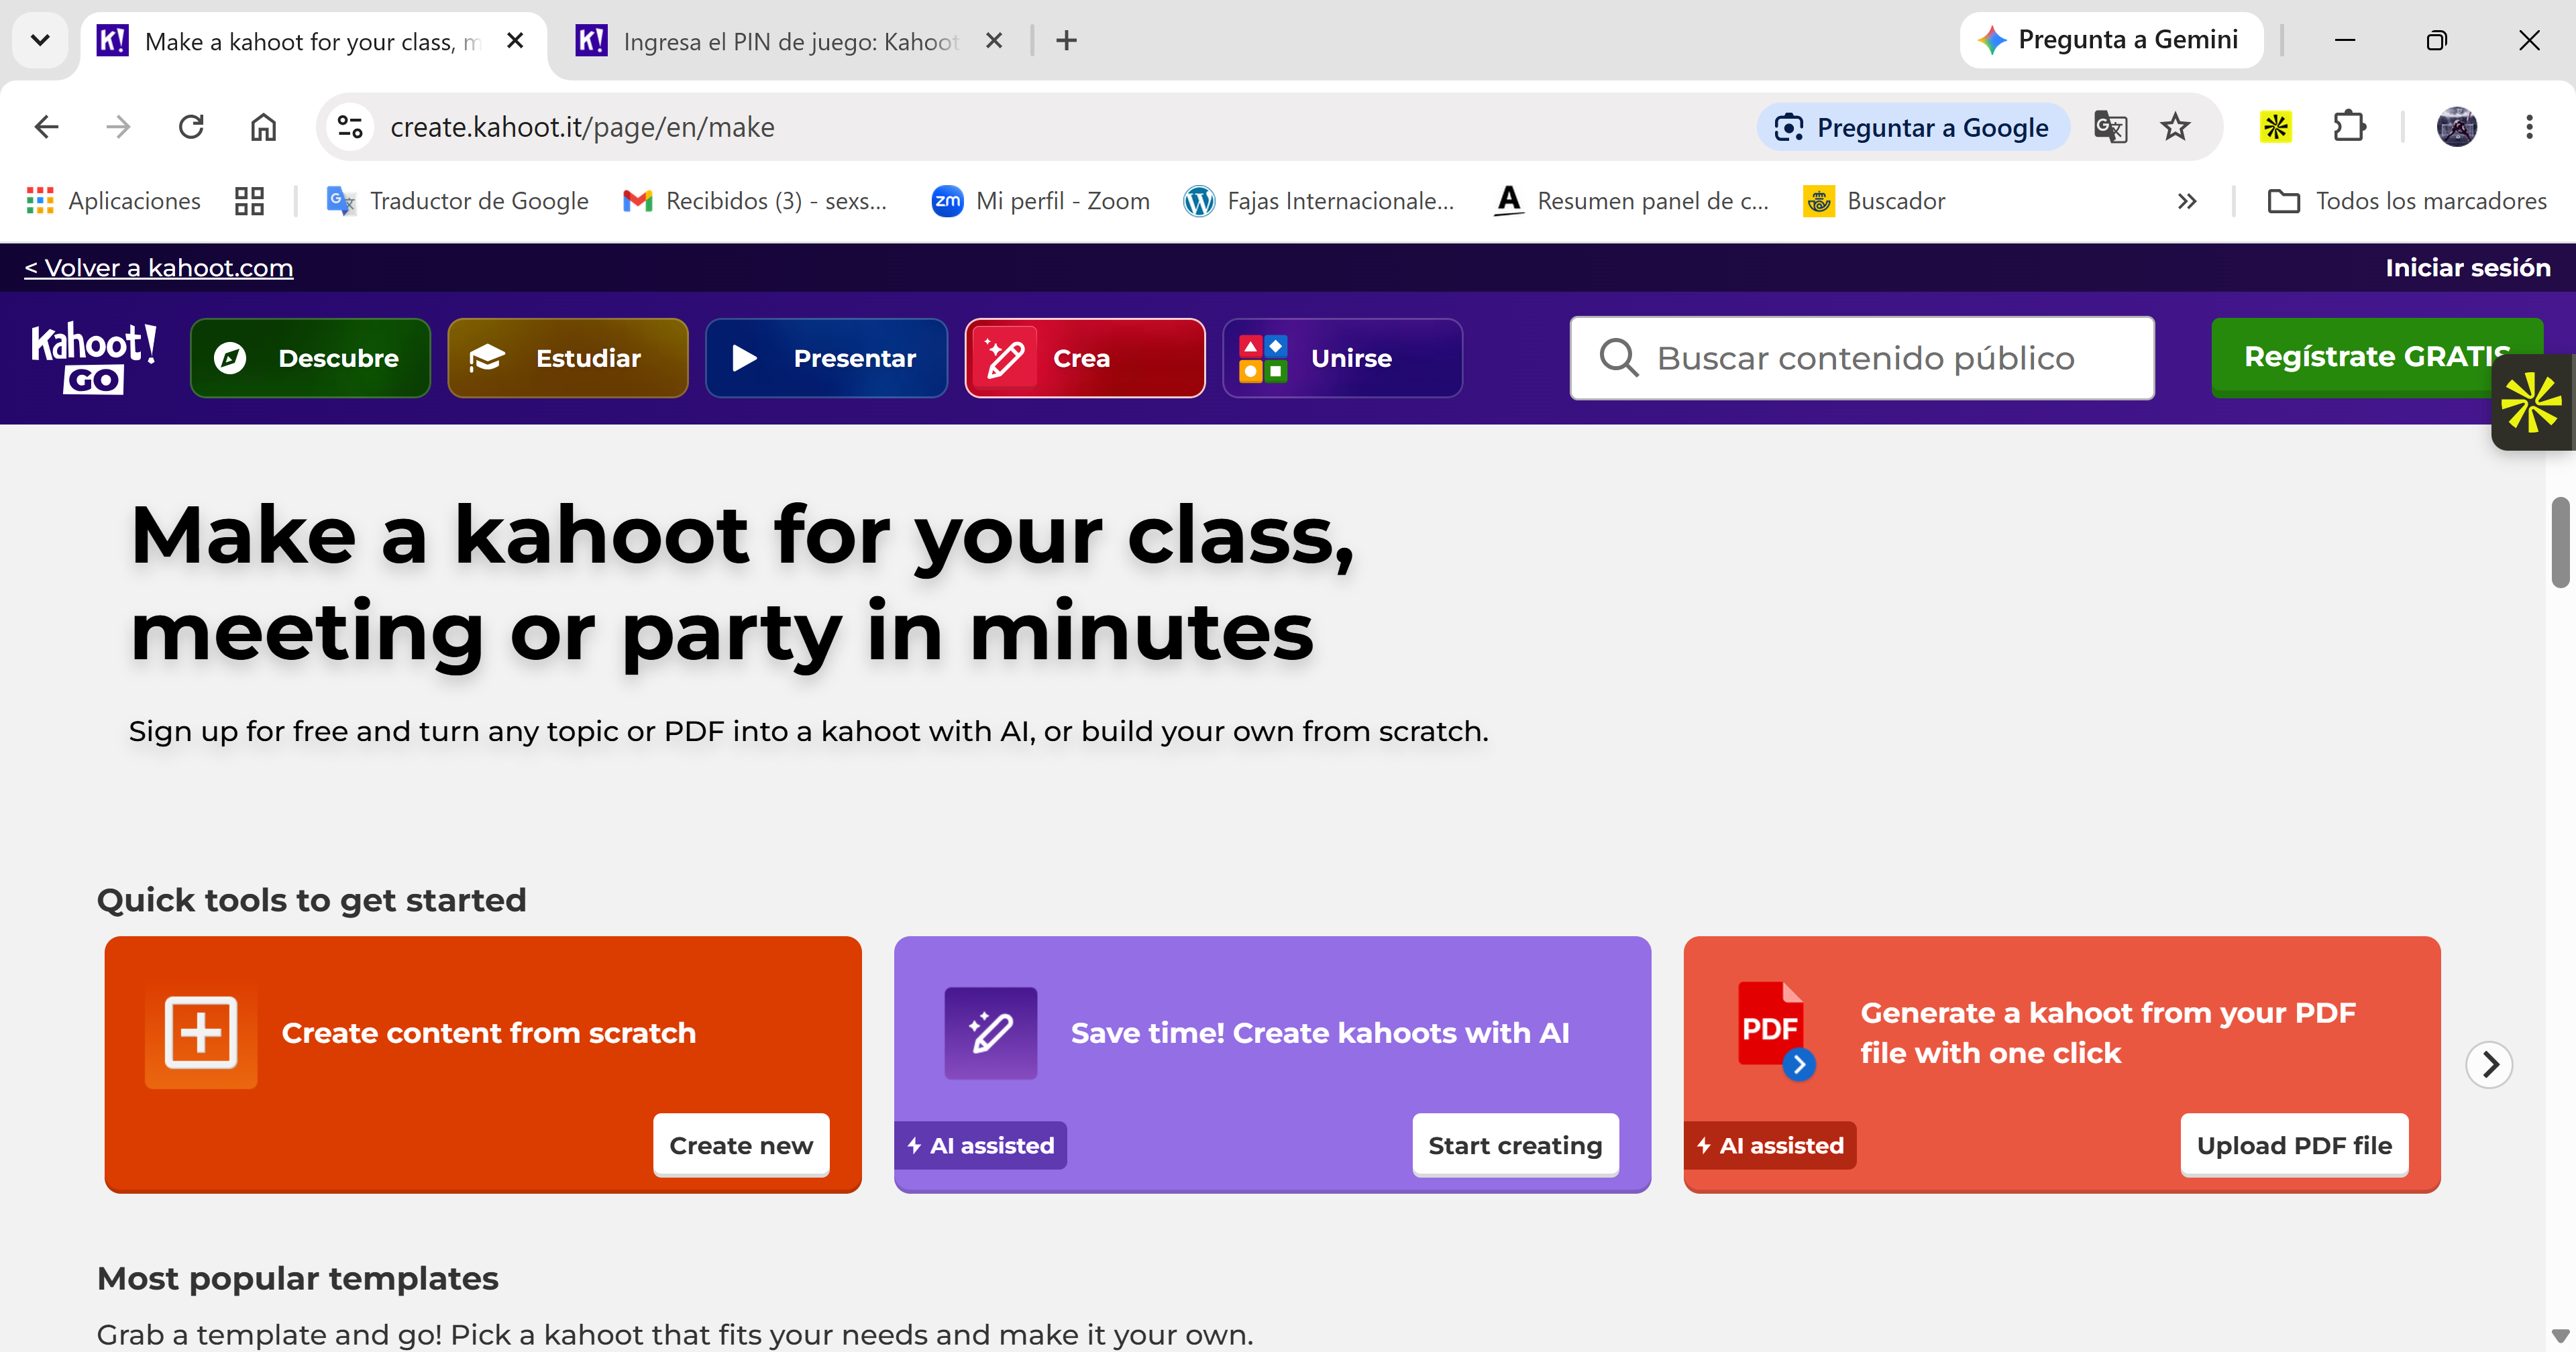 Make a kahoot for your class, m
Ingresa el PIN de juego: Kahoot
Pregunta a Gemini
create.kahoot.it/page/en/make
Preguntar a Google
Aplicaciones
Traductor de Google
Recibidos (3) - sexs...
zm
Mi perfil - Zoom
Fajas Internacionale...
Resumen panel de c...
Buscador
Todos los marcadores
< Volver a kahoot.com
Iniciar sesión
Kahoot!
GO
Descubre
Estudiar
Presentar
Crea
Unirse
Buscar contenido público
Regístrate GRATIS
Make a kahoot for your class,
meeting or party in minutes
Sign up for free and turn any topic or PDF into a kahoot with AI, or build your own from scratch.
Quick tools to get started
Create content from scratch
Create new
Save time! Create kahoots with AI
AI assisted
Start creating
PDF
Generate a kahoot from your PDF
file with one click
AI assisted
Upload PDF file
Most popular templates
Grab a template and go! Pick a kahoot that fits your needs and make it your own.